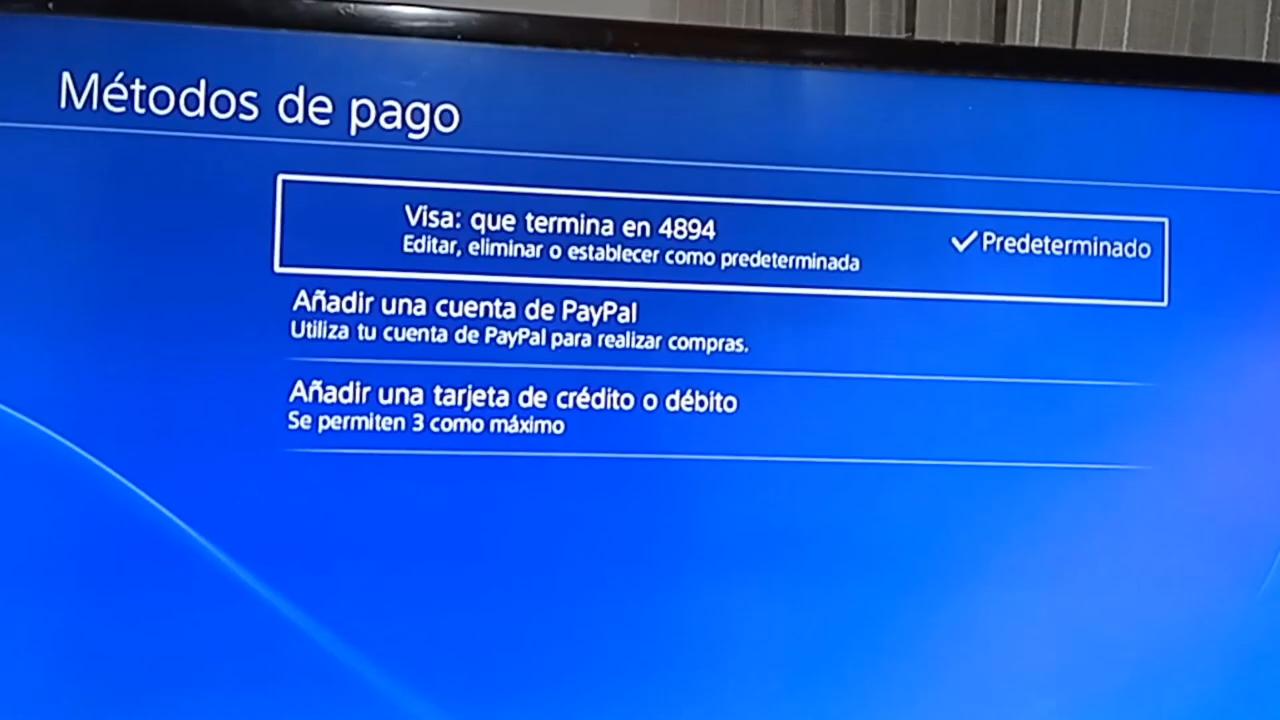 Métodos de pago
Visa: que termina en 4894
Editar, eliminar o establecer como predeterminada
Predeterminado
Añadir una cuenta de PayPal
Utiliza tu cuenta de PayPal para realizar compras.
Añadir una tarjeta de crédito o débito
Se permiten 3 como máximo